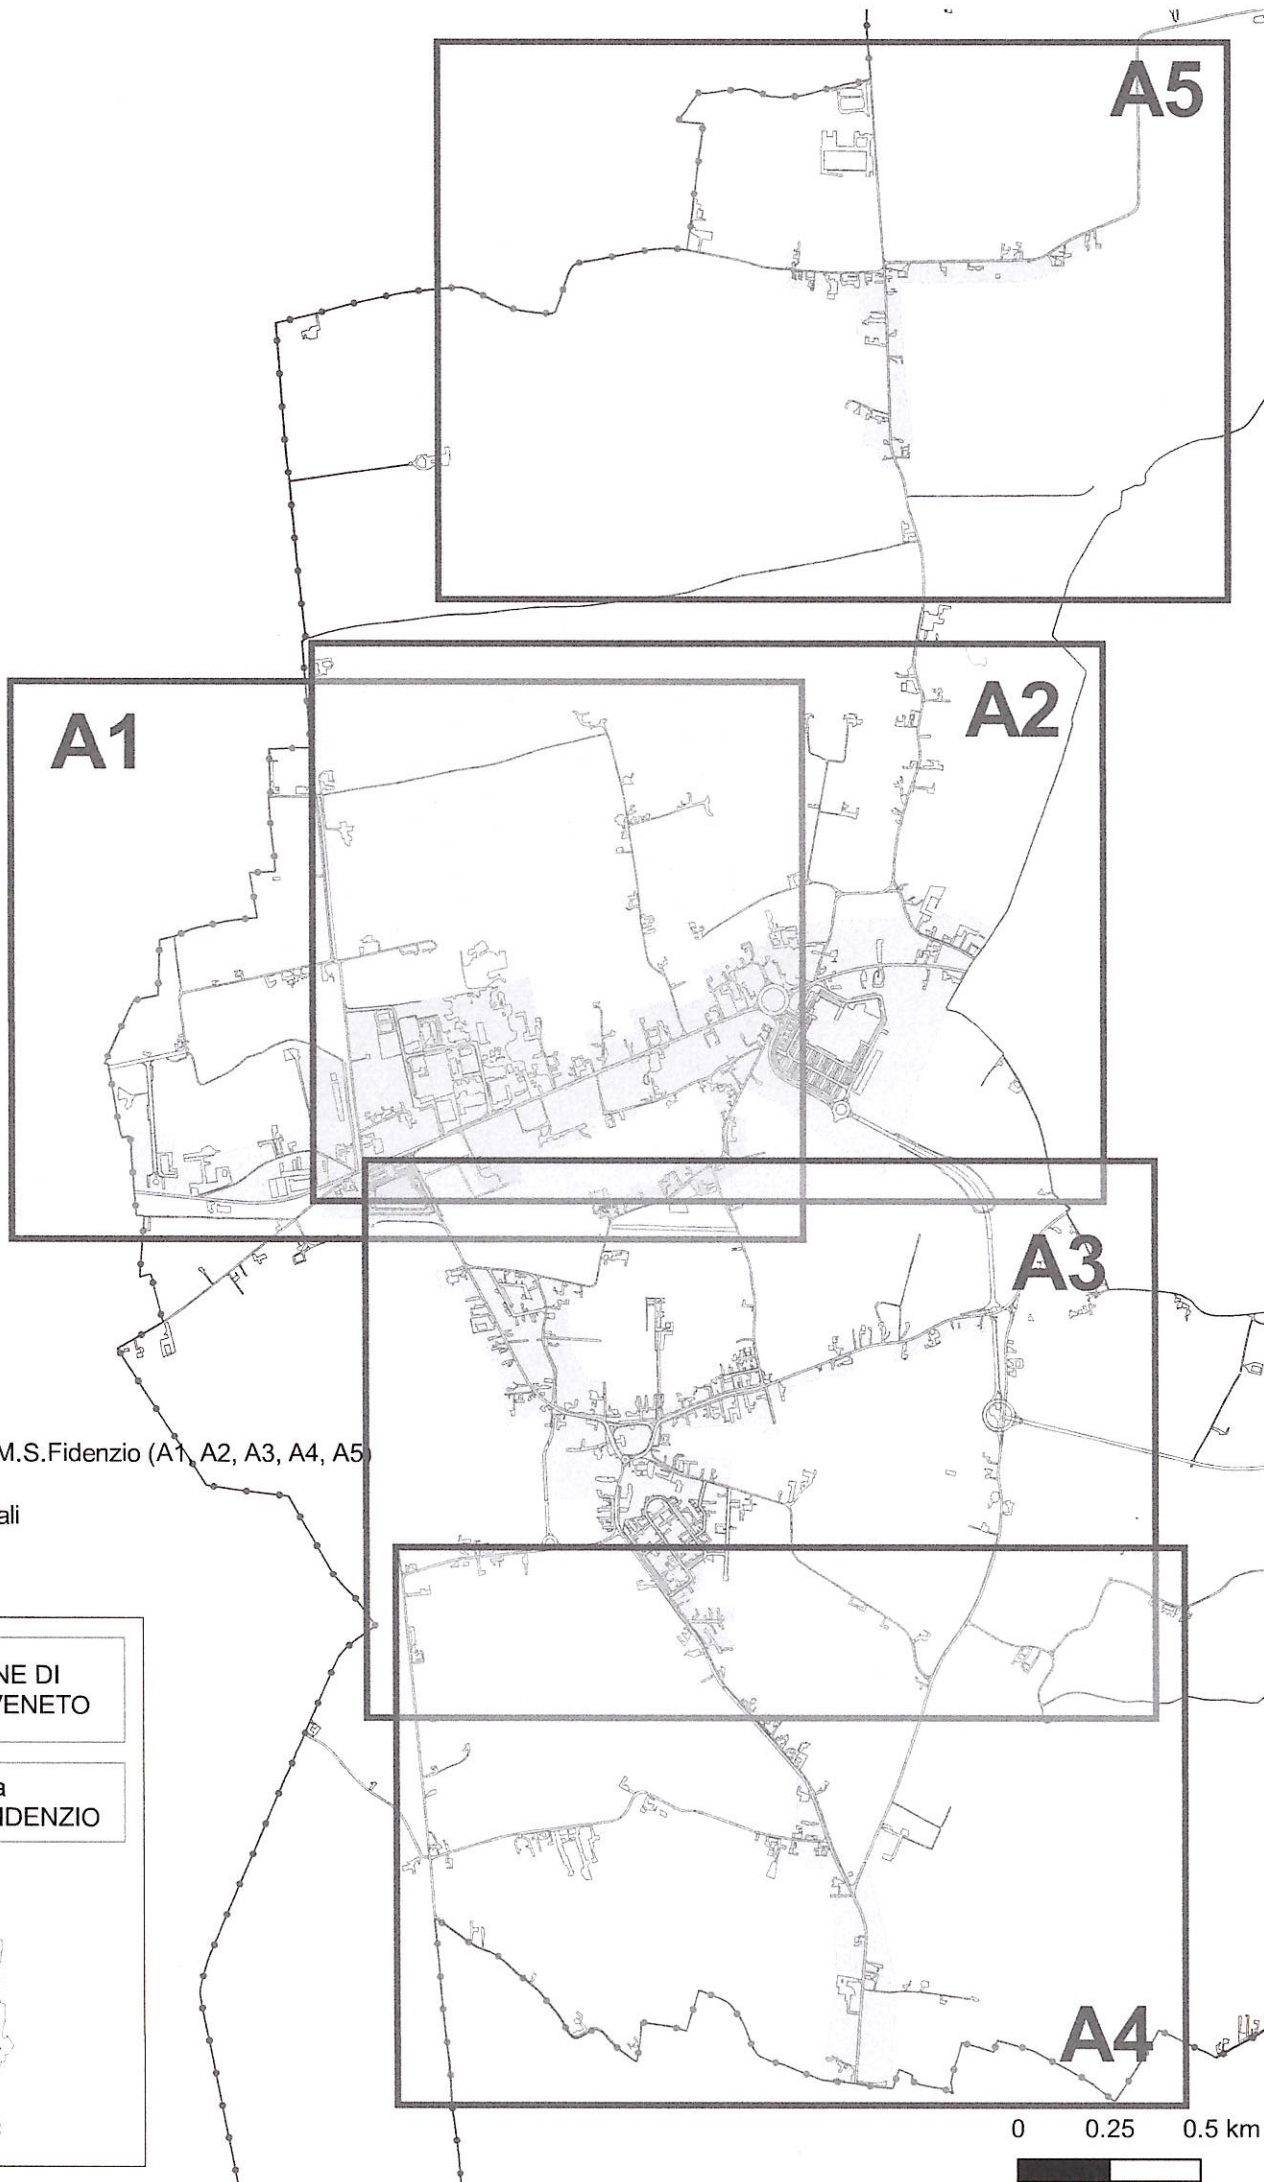 A5
A2
A1
A3
M.S.Fidenzio (A1, A2, A3, A4, A5)
ali
NE DI
VENETO
a
IDENZIO
A4
0 0.25 0.5 km